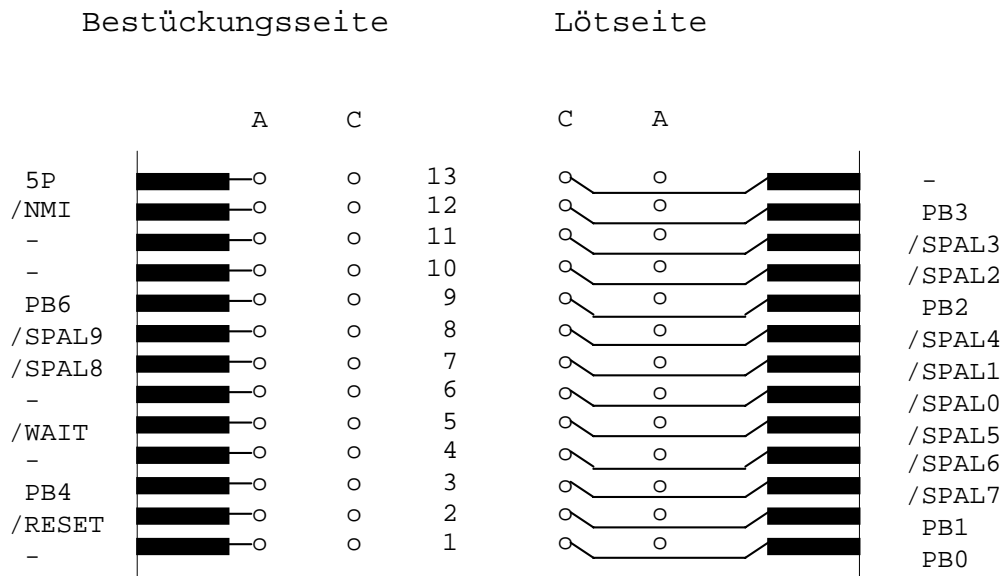 Bestückungsseite Lötseite
A C C A
5P 13 -
/NMI 12 PB3
- 11 /SPAL3
- 10 /SPAL2
PB6 9 PB2
/SPAL9 8 /SPAL4
/SPAL8 7 /SPAL1
- 6 /SPAL0
/WAIT 5 /SPAL5
- 4 /SPAL6
PB4 3 /SPAL7
/RESET 2 PB1
- 1 PB0